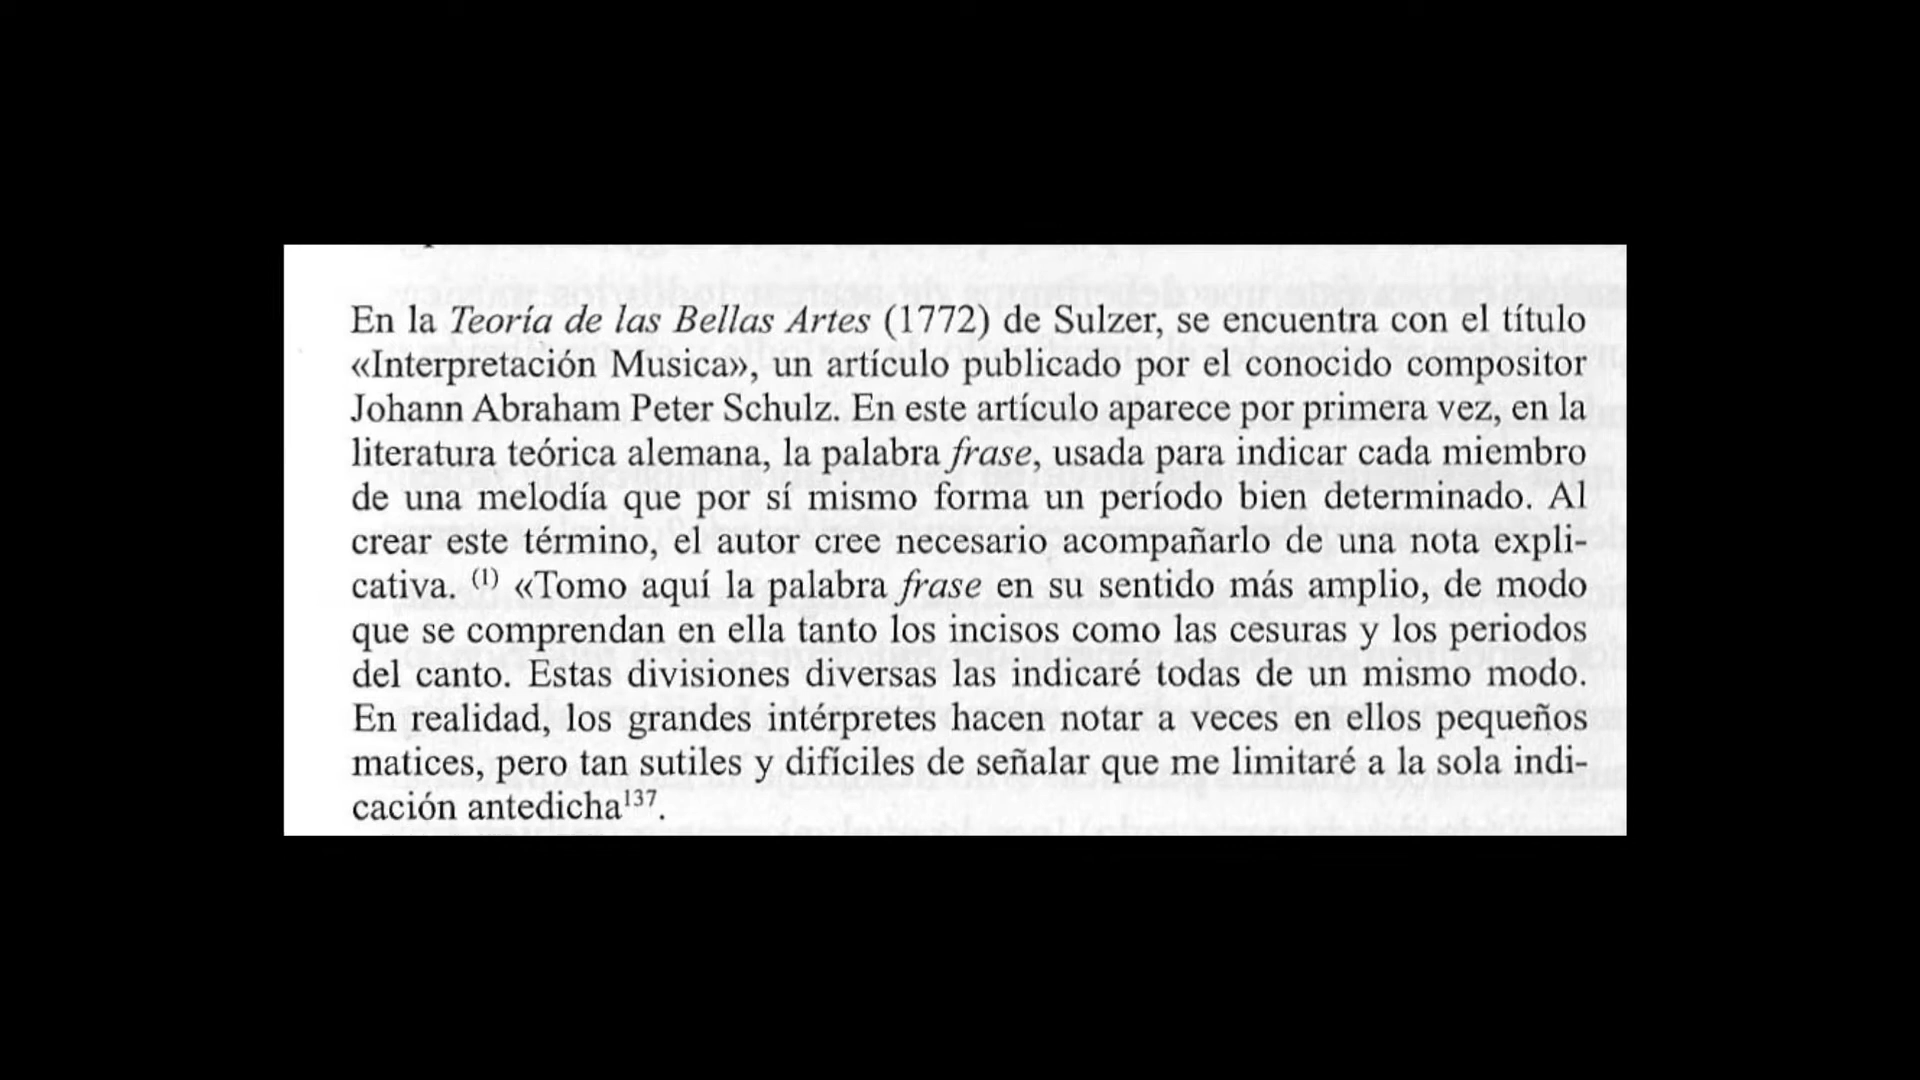 En la Teoría de las Bellas Artes (1772) de Sulzer, se encuentra con el título
«Interpretación Musica», un artículo publicado por el conocido compositor
Johann Abraham Peter Schulz. En este artículo aparece por primera vez, en la
literatura teórica alemana, la palabra frase, usada para indicar cada miembro
de una melodía que por sí mismo forma un período bien determinado. Al
crear este término, el autor cree necesario acompañarlo de una nota expli-
cativa. (1) «Tomo aquí la palabra frase en su sentido más amplio, de modo
que se comprendan en ella tanto los incisos como las cesuras y los periodos
del canto. Estas divisiones diversas las indicaré todas de un mismo modo.
En realidad, los grandes intérpretes hacen notar a veces en ellos pequeños
matices, pero tan sutiles y difíciles de señalar que me limitaré a la sola indi-
cación antedicha137.